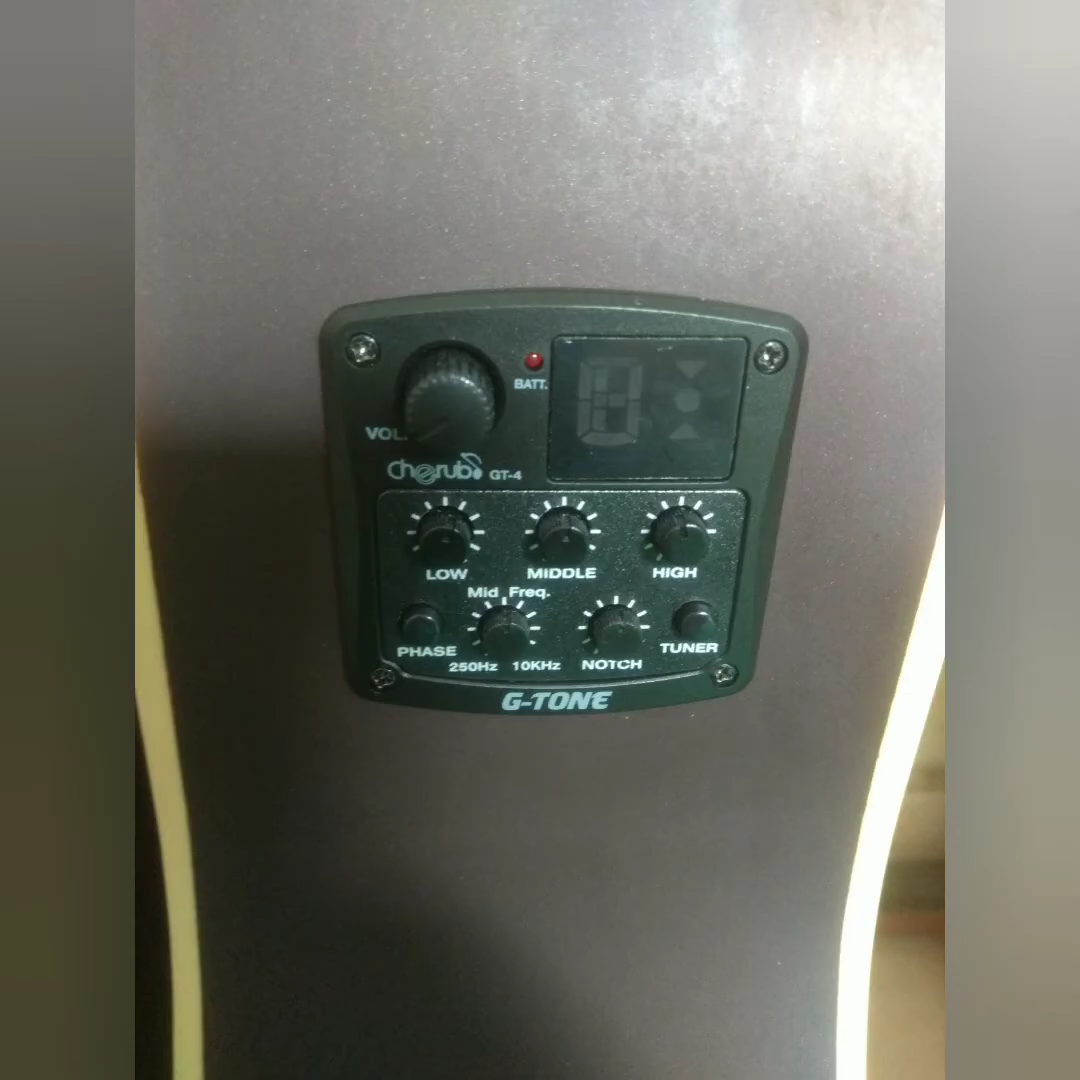 BATT.
VOL.
cherub GT-4
LOW MIDDLE HIGH
Mid Freq.
PHASE 250Hz 10KHz NOTCH TUNER
G-TONE